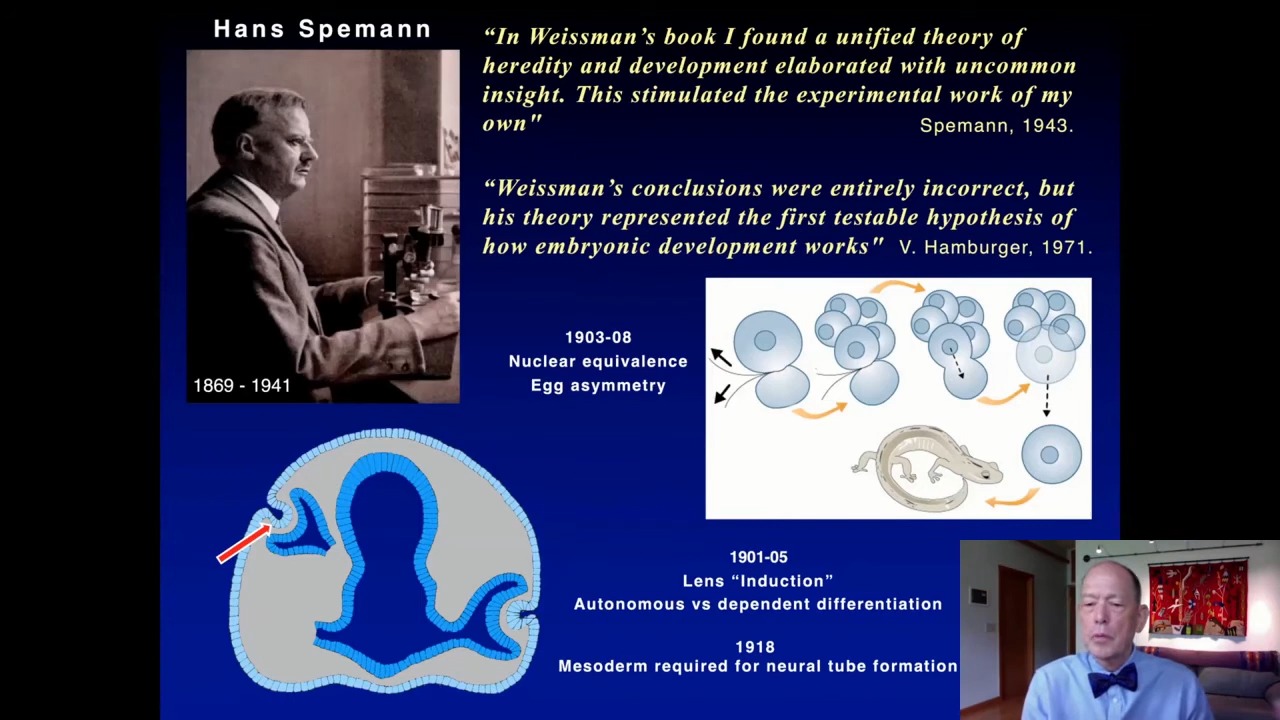 Hans Spemann
“In Weissman’s book I found a unified theory of
heredity and development elaborated with uncommon
insight. This stimulated the experimental work of my
own"
Spemann, 1943.
“Weissman’s conclusions were entirely incorrect, but
his theory represented the first testable hypothesis of
how embryonic development works" V. Hamburger, 1971.
1869 - 1941
1903-08
Nuclear equivalence
Egg asymmetry
1901-05
Lens “Induction”
Autonomous vs dependent differentiation
1918
Mesoderm required for neural tube formation